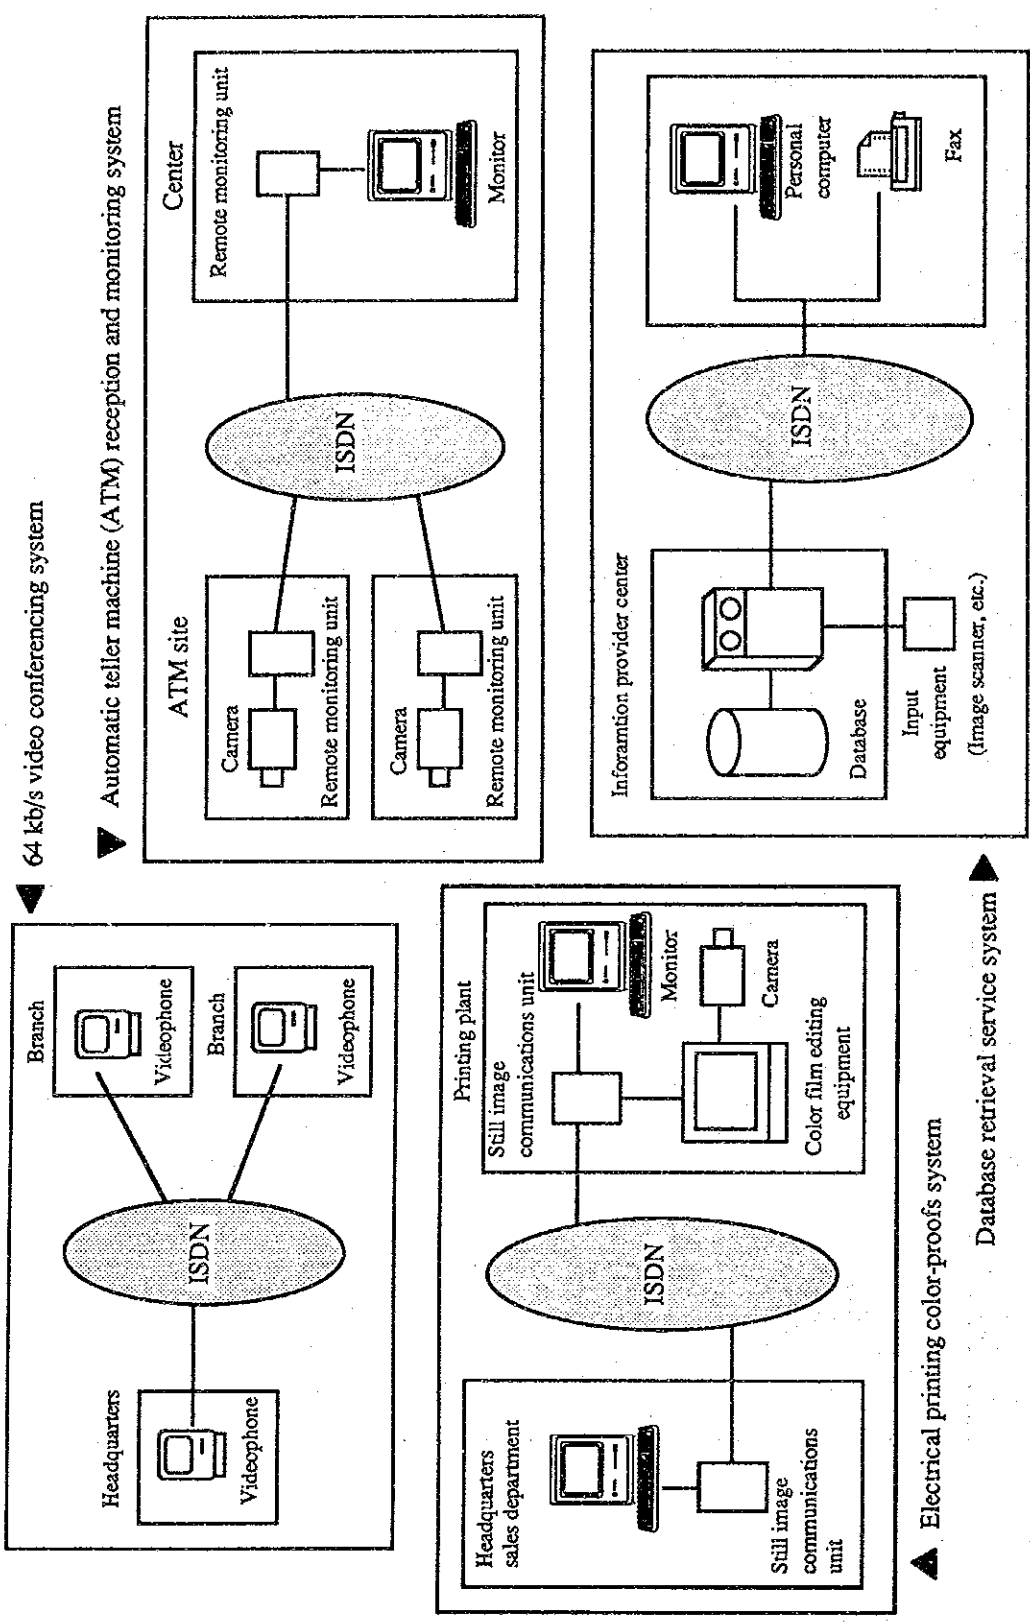 64 kb/s video conferencing system
Headquarters
Videophone
ISDN
Branch
Videophone
Branch
Videophone
Automatic teller machine (ATM) reception and monitoring system
ATM site
Camera
Remote monitoring unit
Camera
Remote monitoring unit
ISDN
Center
Remote monitoring unit
Monitor
Headquarters
sales department
Still image
communications
unit
ISDN
Printing plant
Still image
communications unit
Monitor
Camera
Color film editing
equipment
Electrical printing color-proofs system
Inforamtion provider center
Database
Input
equipment
(Image scanner, etc.)
ISDN
Personal
computer
Fax
Database retrieval service system